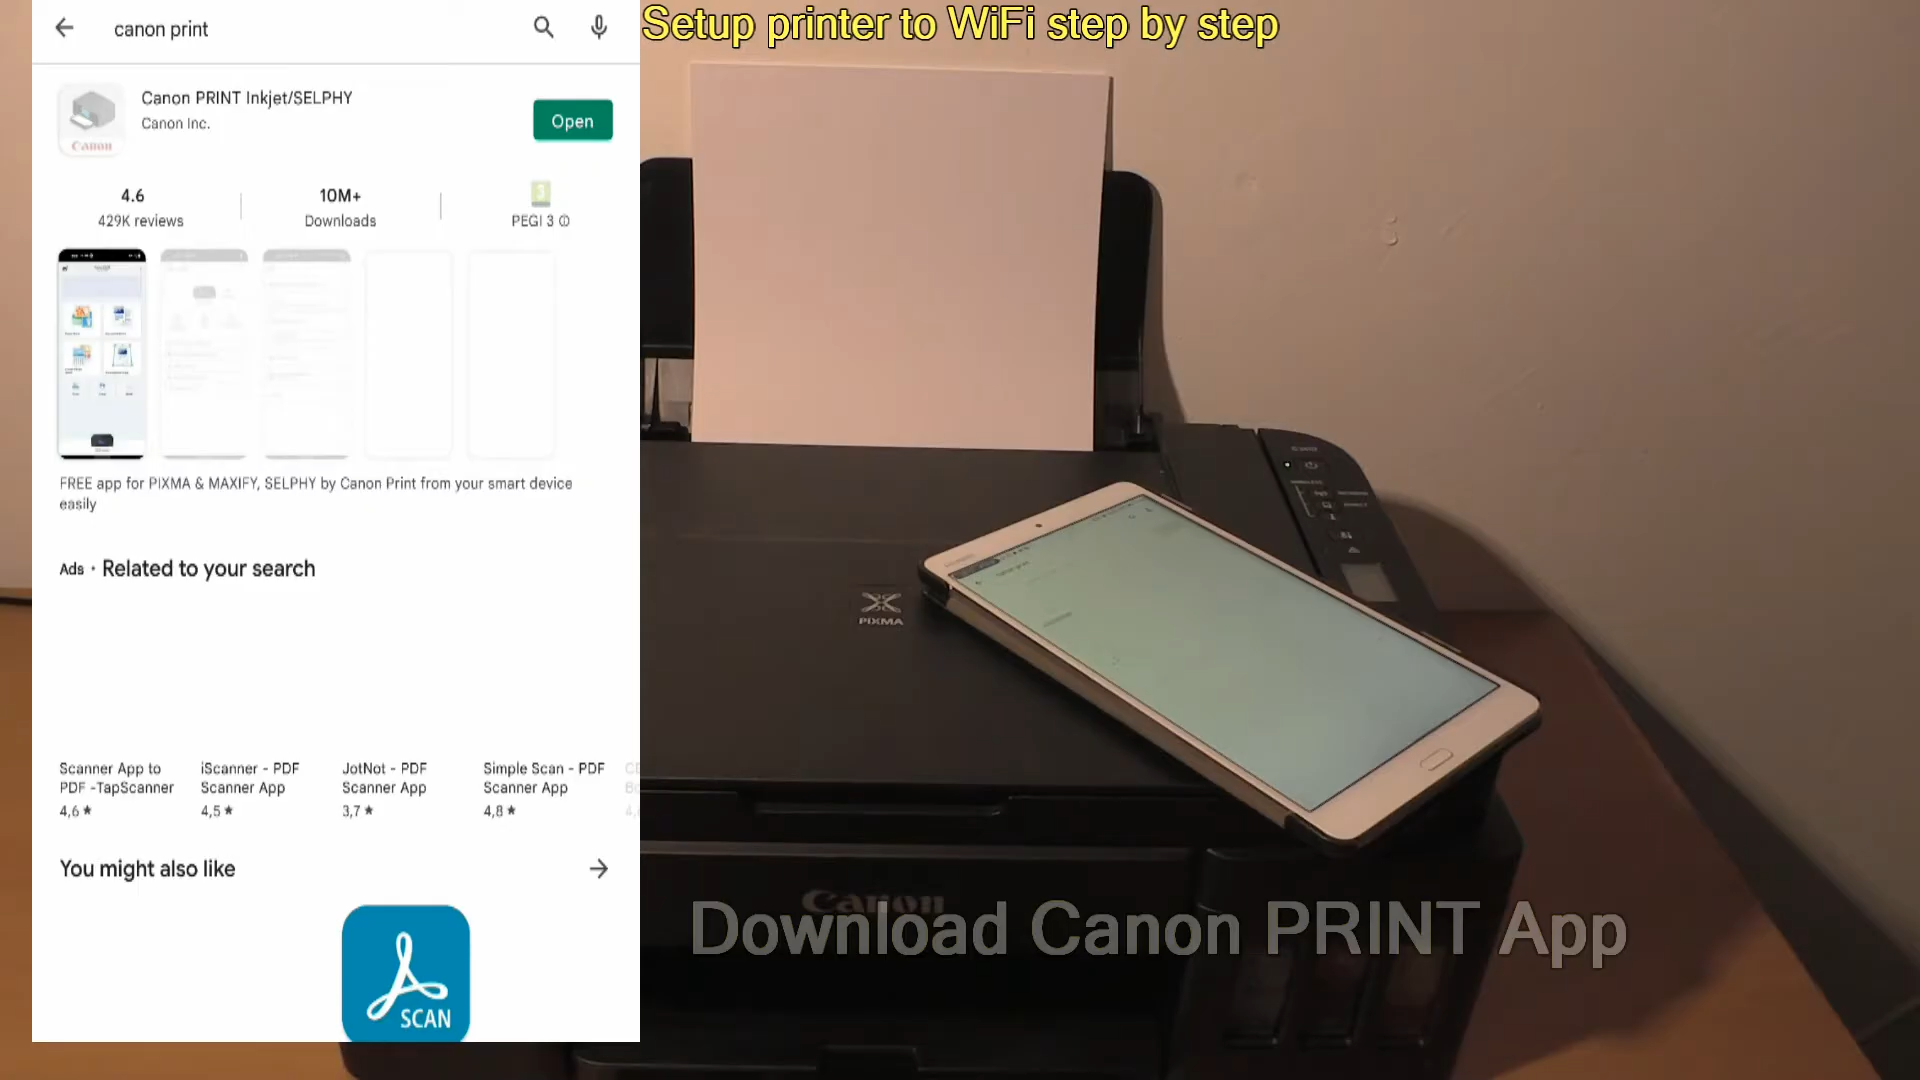 canon print
Setup printer to WiFi step by step
Canon PRINT Inkjet/SELPHY
Canon Inc.
Canon
Open
4.6
429K reviews
10M+
Downloads
3
PEGI 3
FREE app for PIXMA & MAXIFY, SELPHY by Canon Print from your smart device
easily
Ads · Related to your search
PIXMA
Scanner App to
PDF -TapScanner
4,6 ★
iScanner - PDF
Scanner App
4,5 ★
JotNot - PDF
Scanner App
3,7 ★
Simple Scan - PDF
Scanner App
4,8 ★
You might also like
SCAN
Canon
Download Canon PRINT App